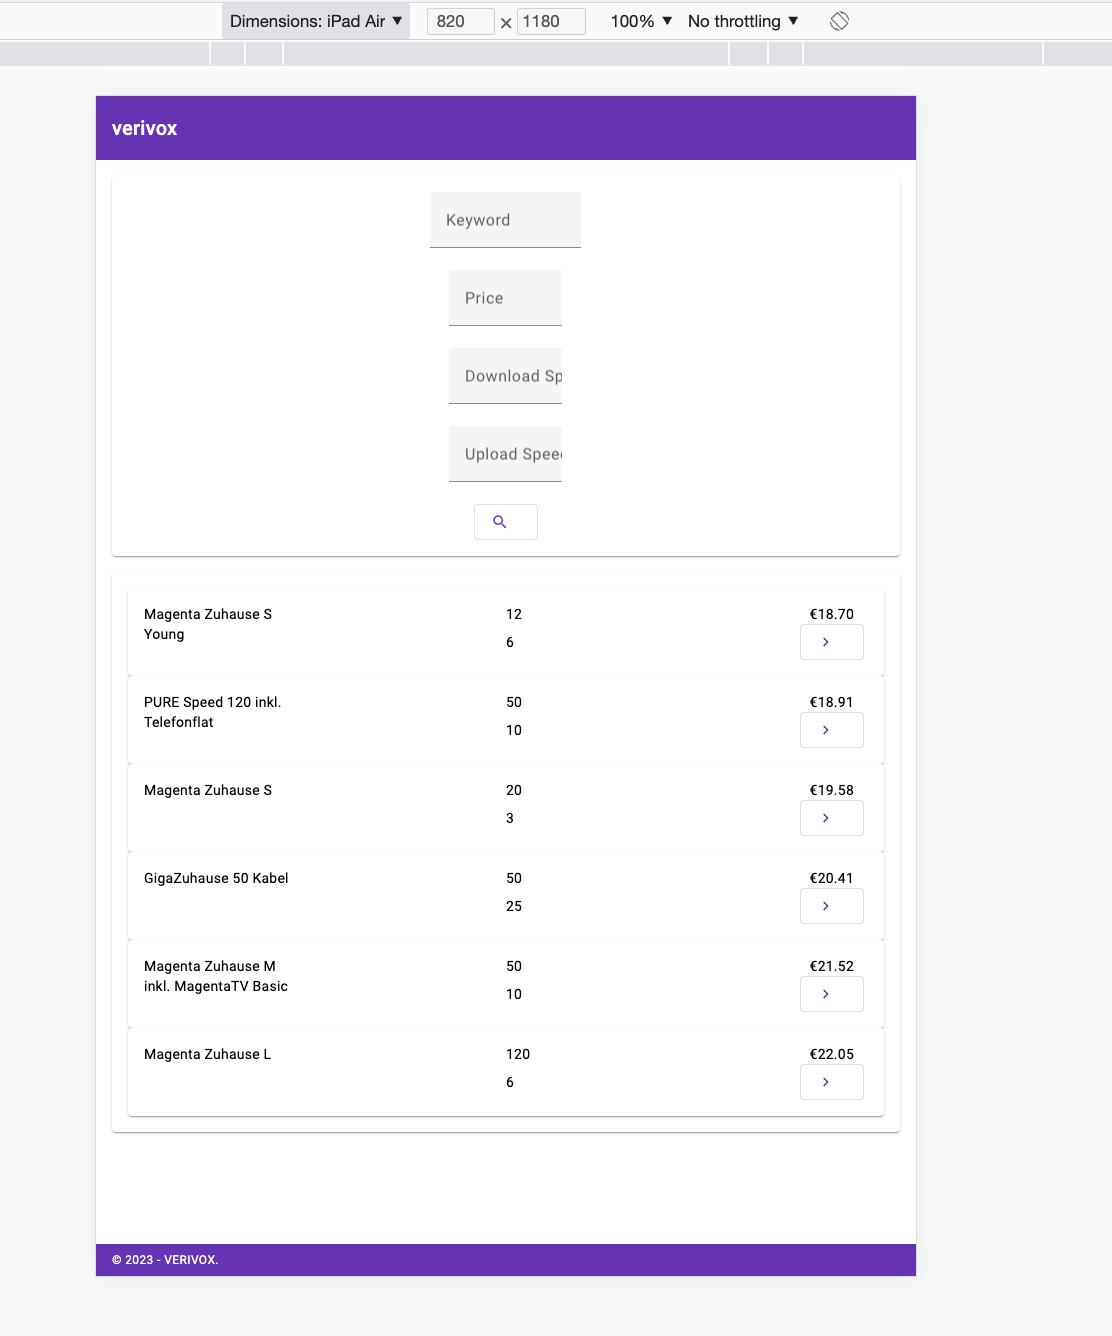 Dimensions: iPad Air ▼ 820 × 1180 100% ▼ No throttling ▼
verivox
Keyword
Price
Download Sp
Upload Spee
Magenta Zuhause S 12 €18.70
Young 6
PURE Speed 120 inkl. 50 €18.91
Telefonflat 10
Magenta Zuhause S 20 €19.58
3
GigaZuhause 50 Kabel 50 €20.41
25
Magenta Zuhause M 50 €21.52
inkl. MagentaTV Basic 10
Magenta Zuhause L 120 €22.05
6
© 2023 - VERIVOX.